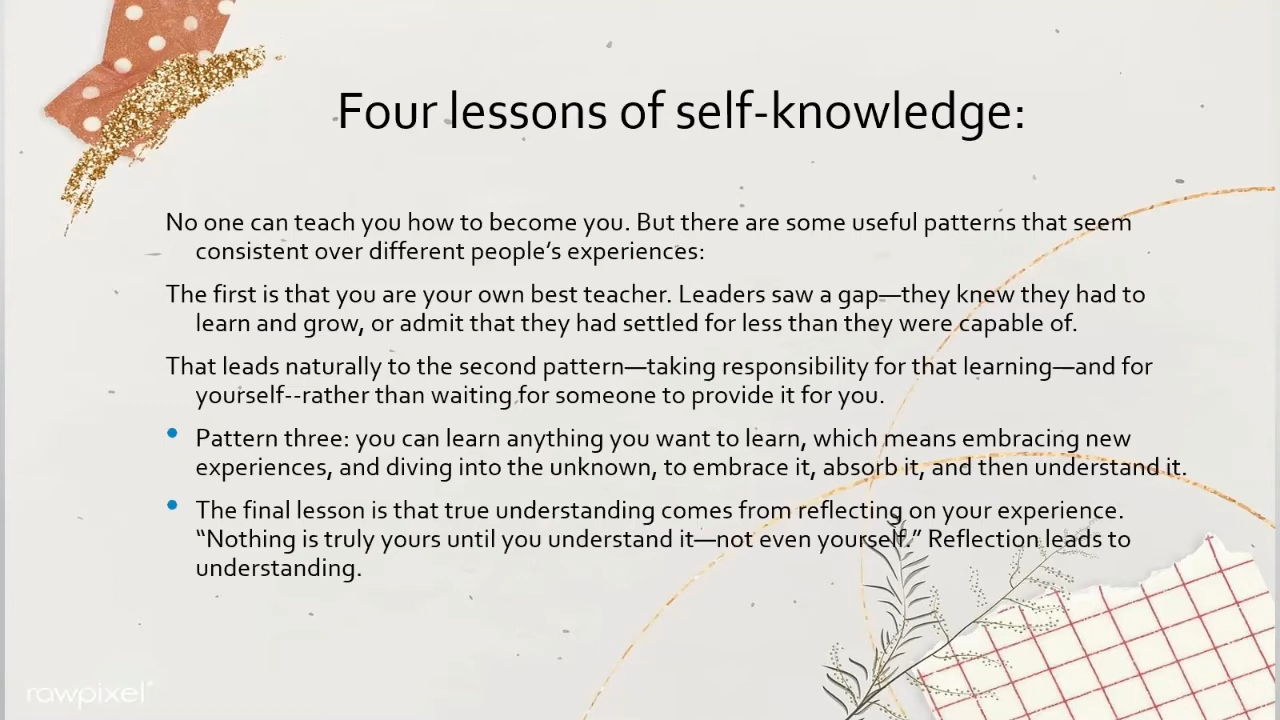 Four lessons of self-knowledge:
No one can teach you how to become you. But there are some useful patterns that seem
consistent over different people’s experiences:
The first is that you are your own best teacher. Leaders saw a gap—they knew they had to
learn and grow, or admit that they had settled for less than they were capable of.
That leads naturally to the second pattern—taking responsibility for that learning—and for
yourself--rather than waiting for someone to provide it for you.
• Pattern three: you can learn anything you want to learn, which means embracing new
experiences, and diving into the unknown, to embrace it, absorb it, and then understand it.
• The final lesson is that true understanding comes from reflecting on your experience.
“Nothing is truly yours until you understand it—not even yourself.” Reflection leads to
understanding.
rawpixel